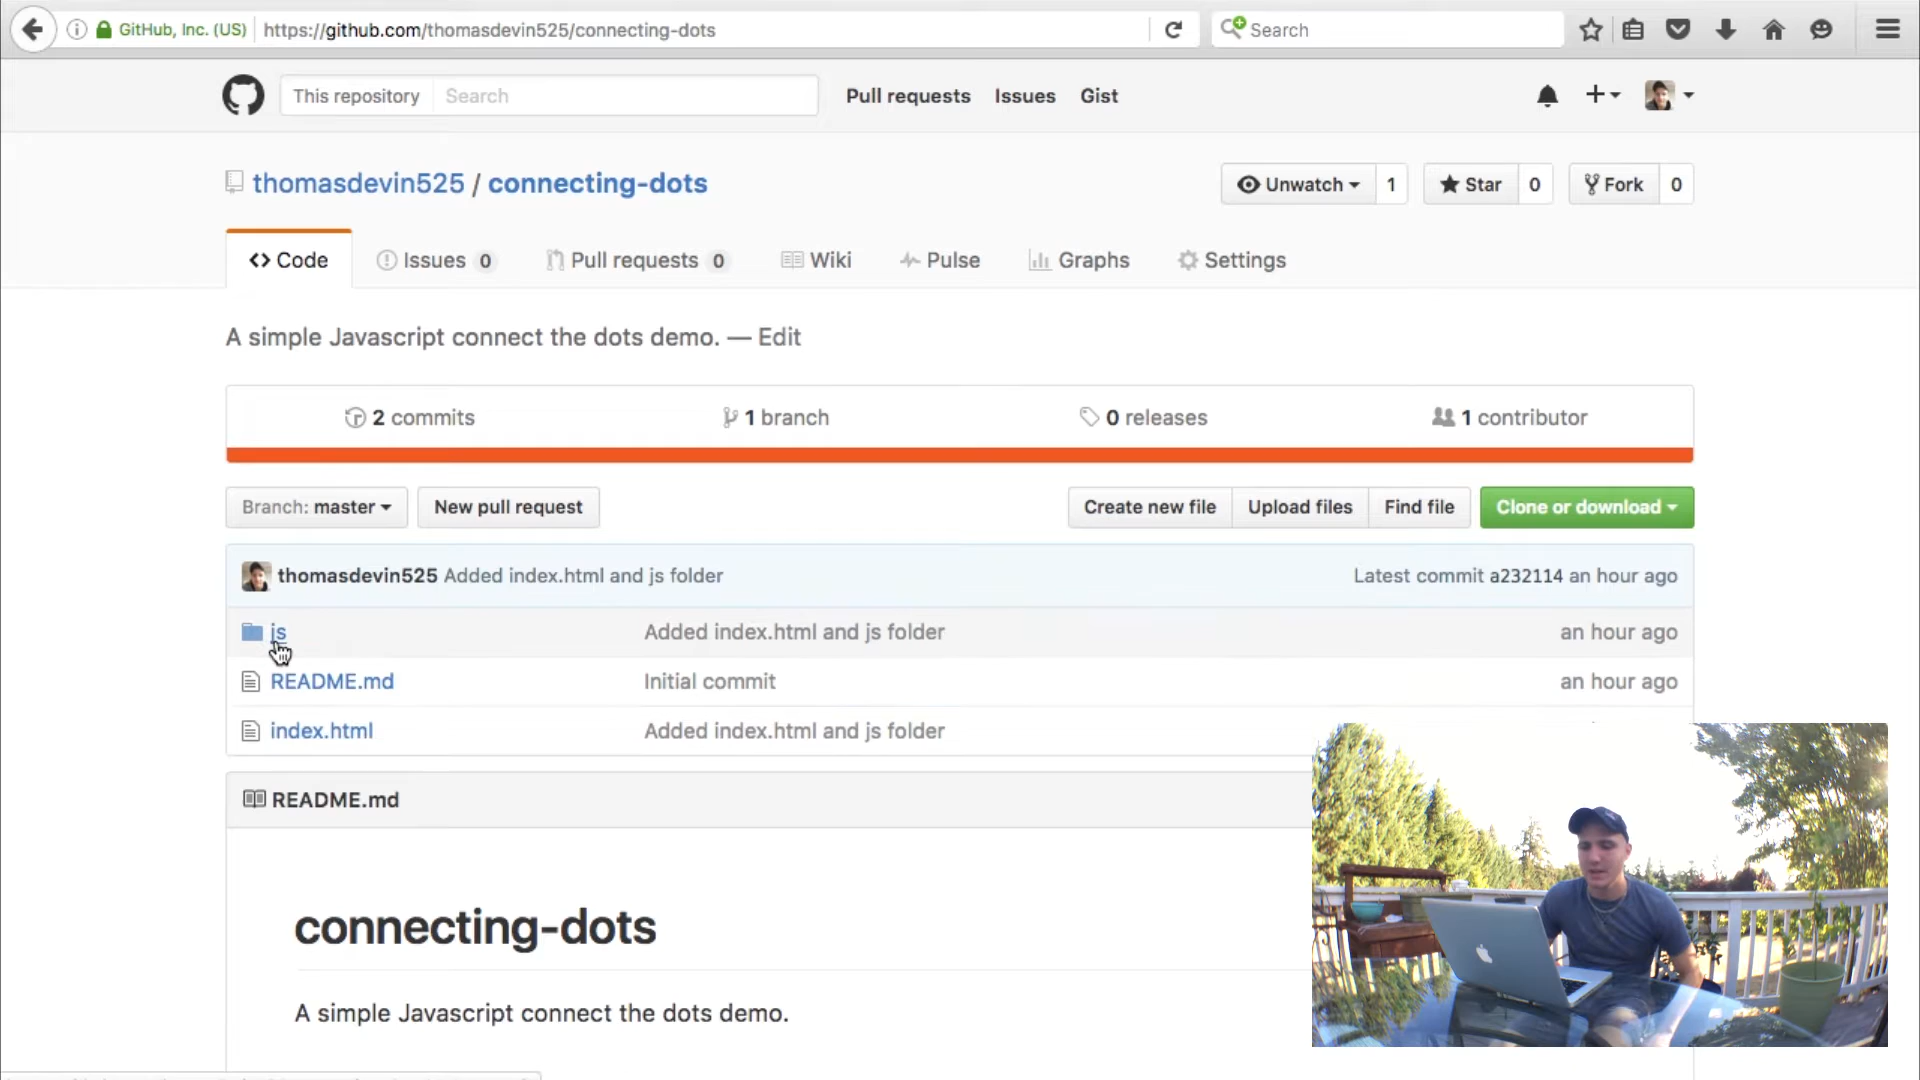 GitHub, Inc. (US) https://github.com/thomasdevin525/connecting-dots Search
This repository Search Pull requests Issues Gist
thomasdevin525 / connecting-dots Unwatch 1 Star 0 Fork 0
Code Issues 0 Pull requests 0 Wiki Pulse Graphs Settings
A simple Javascript connect the dots demo. — Edit
2 commits 1 branch 0 releases 1 contributor
Branch: master New pull request Create new file Upload files Find file Clone or download
thomasdevin525 Added index.html and js folder Latest commit a232114 an hour ago
js Added index.html and js folder an hour ago
README.md Initial commit an hour ago
index.html Added index.html and js folder
README.md
connecting-dots
A simple Javascript connect the dots demo.